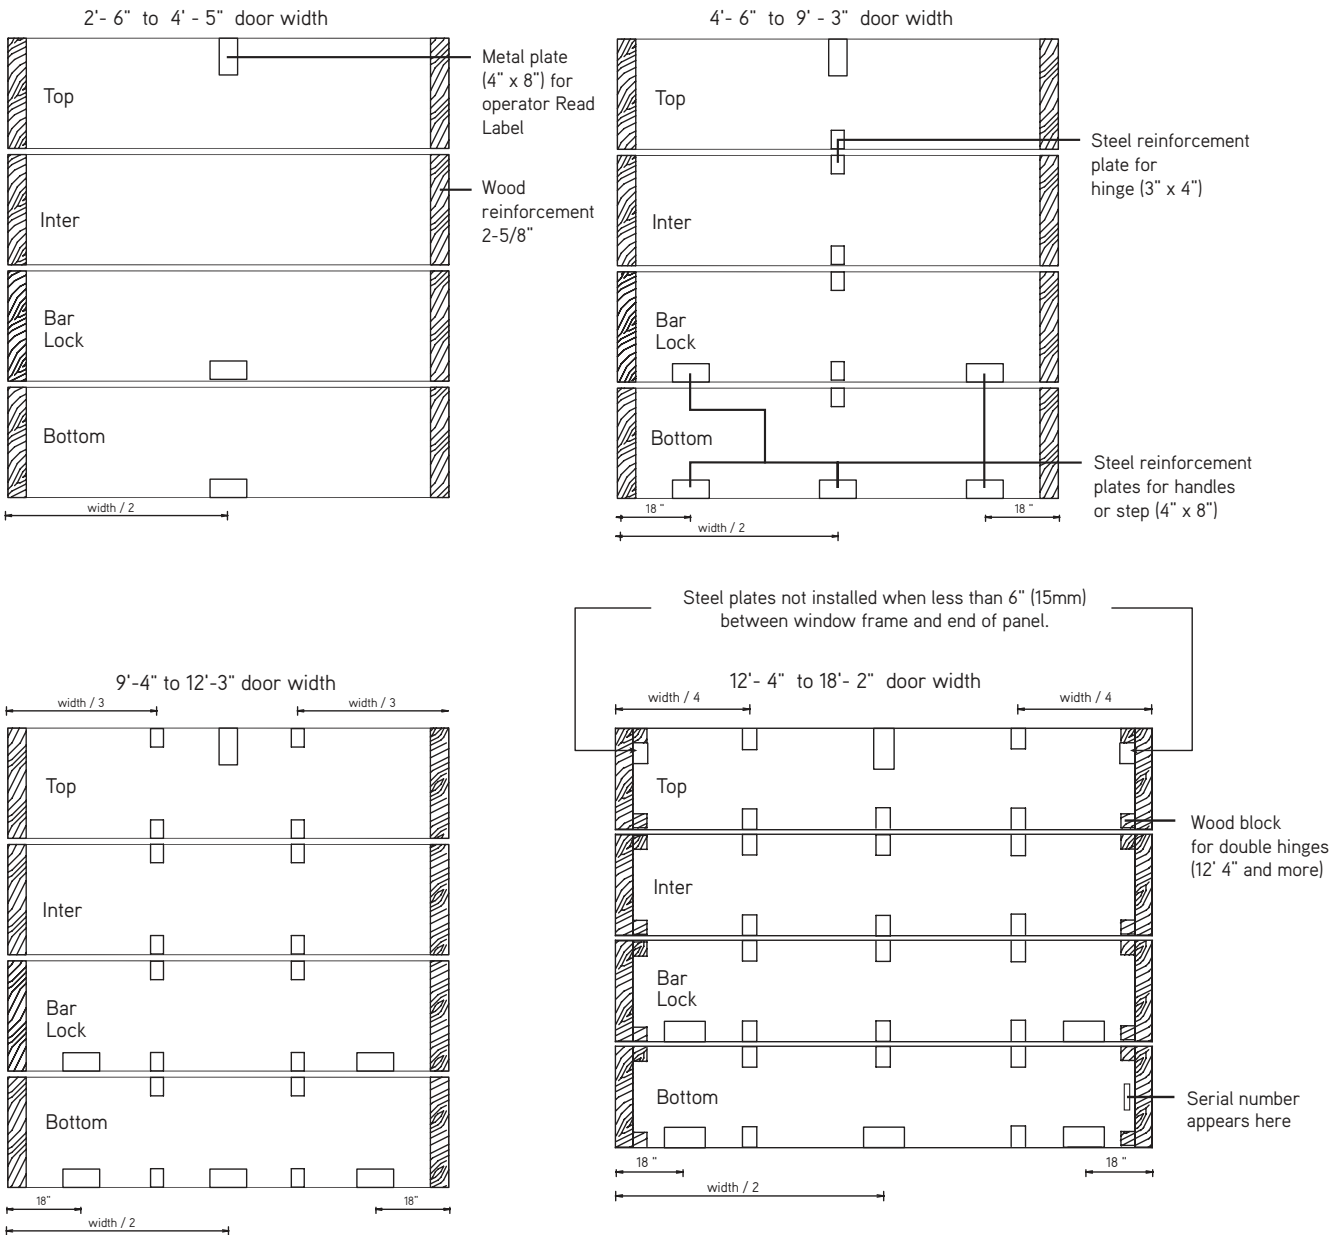 2'- 6" to 4' - 5" door width
Top
Metal plate
(4" x 8") for
operator Read
Label
Inter
Wood
reinforcement
2-5/8"
Bar
Lock
Bottom
width / 2
4'- 6" to 9' - 3" door width
Top
Steel reinforcement
plate for
hinge (3" x 4")
Inter
Bar
Lock
Bottom
Steel reinforcement
plates for handles
or step (4" x 8")
18 "
18 "
width / 2
9'-4" to 12'-3" door width
width / 3
width / 3
Top
Inter
Bar
Lock
Bottom
18"
18"
width / 2
Steel plates not installed when less than 6" (15mm)
between window frame and end of panel.
12'- 4" to 18'- 2" door width
width / 4
width / 4
Top
Wood block
for double hinges
(12' 4" and more)
Inter
Bar
Lock
Bottom
Serial number
appears here
18 "
18 "
width / 2